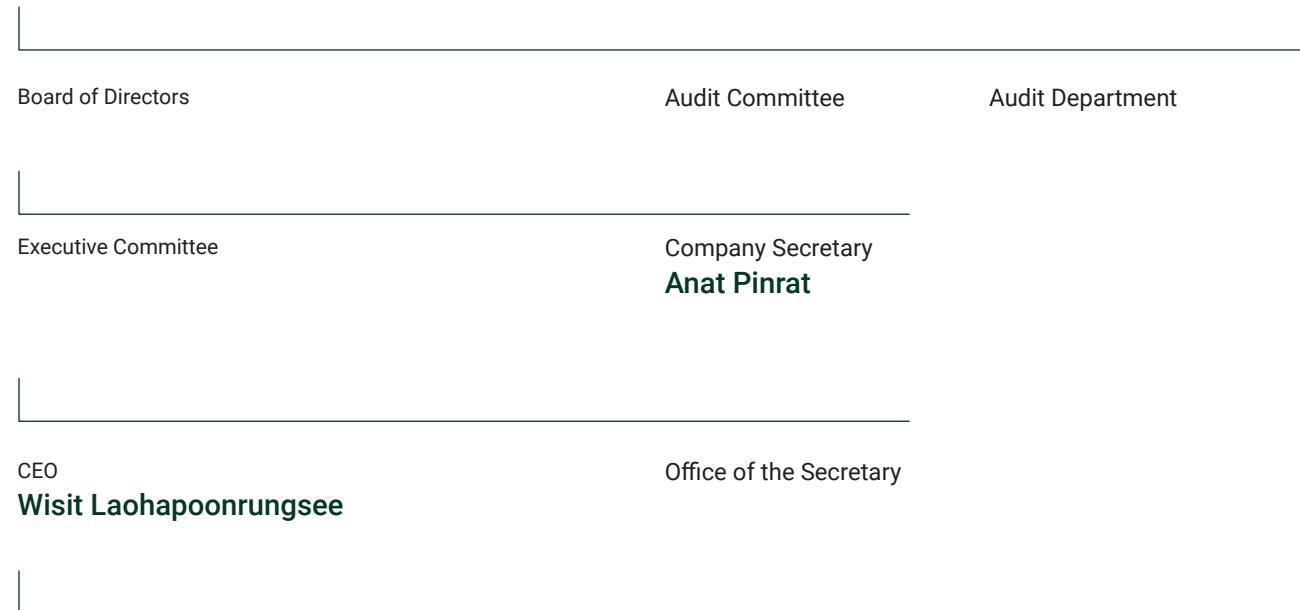 Board of Directors
Audit Committee
Audit Department
Executive Committee
Company Secretary
Anat Pinrat
CEO
Wisit Laohapoonrungsee
Office of the Secretary